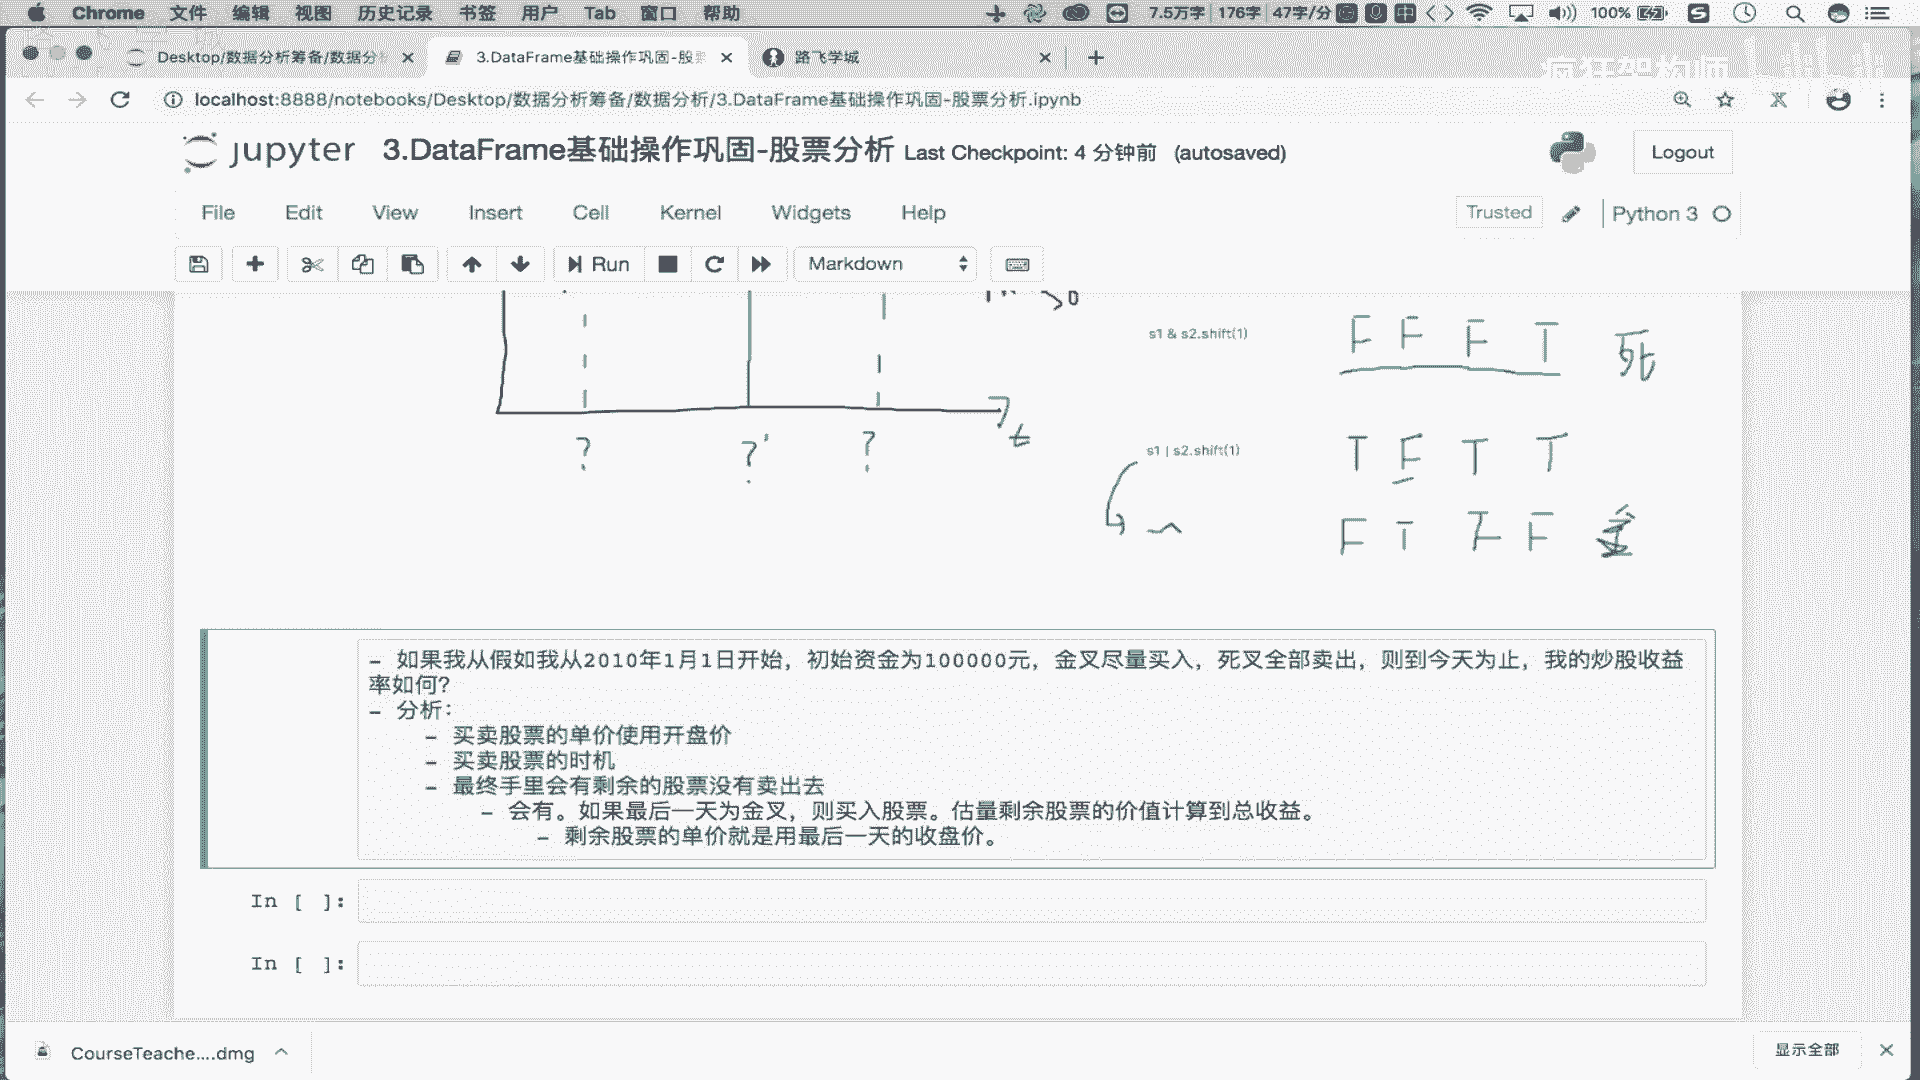 Chrome 文件 编辑 视图 历史记录 书签 用户 Tab 窗口 帮助 7.5万字 176字 47字/分 中 100%
Desktop/数据分析筹备/数据分 3.DataFrame基础操作巩固-股 路飞学城
疯狂架构师
localhost:8888/notebooks/Desktop/数据分析筹备/数据分析/3.DataFrame基础操作巩固-股票分析.ipynb
jupyter 3.DataFrame基础操作巩固-股票分析 Last Checkpoint: 4 分钟前 (autosaved) Logout
File Edit View Insert Cell Kernel Widgets Help Trusted Python 3
Run Markdown
s1 & s2.shift(1) F F F T 死
t
? ? ? s1 | s2.shift(1) T F T T
~ F T F F 金
- 如果我从假如我从2010年1月1日开始，初始资金为100000元，金叉尽量买入，死叉全部卖出，则到今天为止，我的炒股收益
率如何？
- 分析：
- 买卖股票的单价使用开盘价
- 买卖股票的时机
- 最终手里会有剩余的股票没有卖出去
- 会有。如果最后一天为金叉，则买入股票。估量剩余股票的价值计算到总收益。
- 剩余股票的单价就是用最后一天的收盘价。
In [ ]:
In [ ]:
CourseTeache....dmg 显示全部